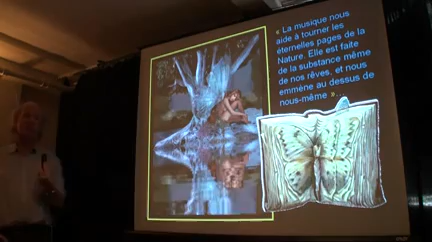 « La musique nous
aide à tourner les
éternelles pages de la
Nature. Elle est faite
de la substance même
de nos rêves, et nous
emmène au dessus de
nous-même »...